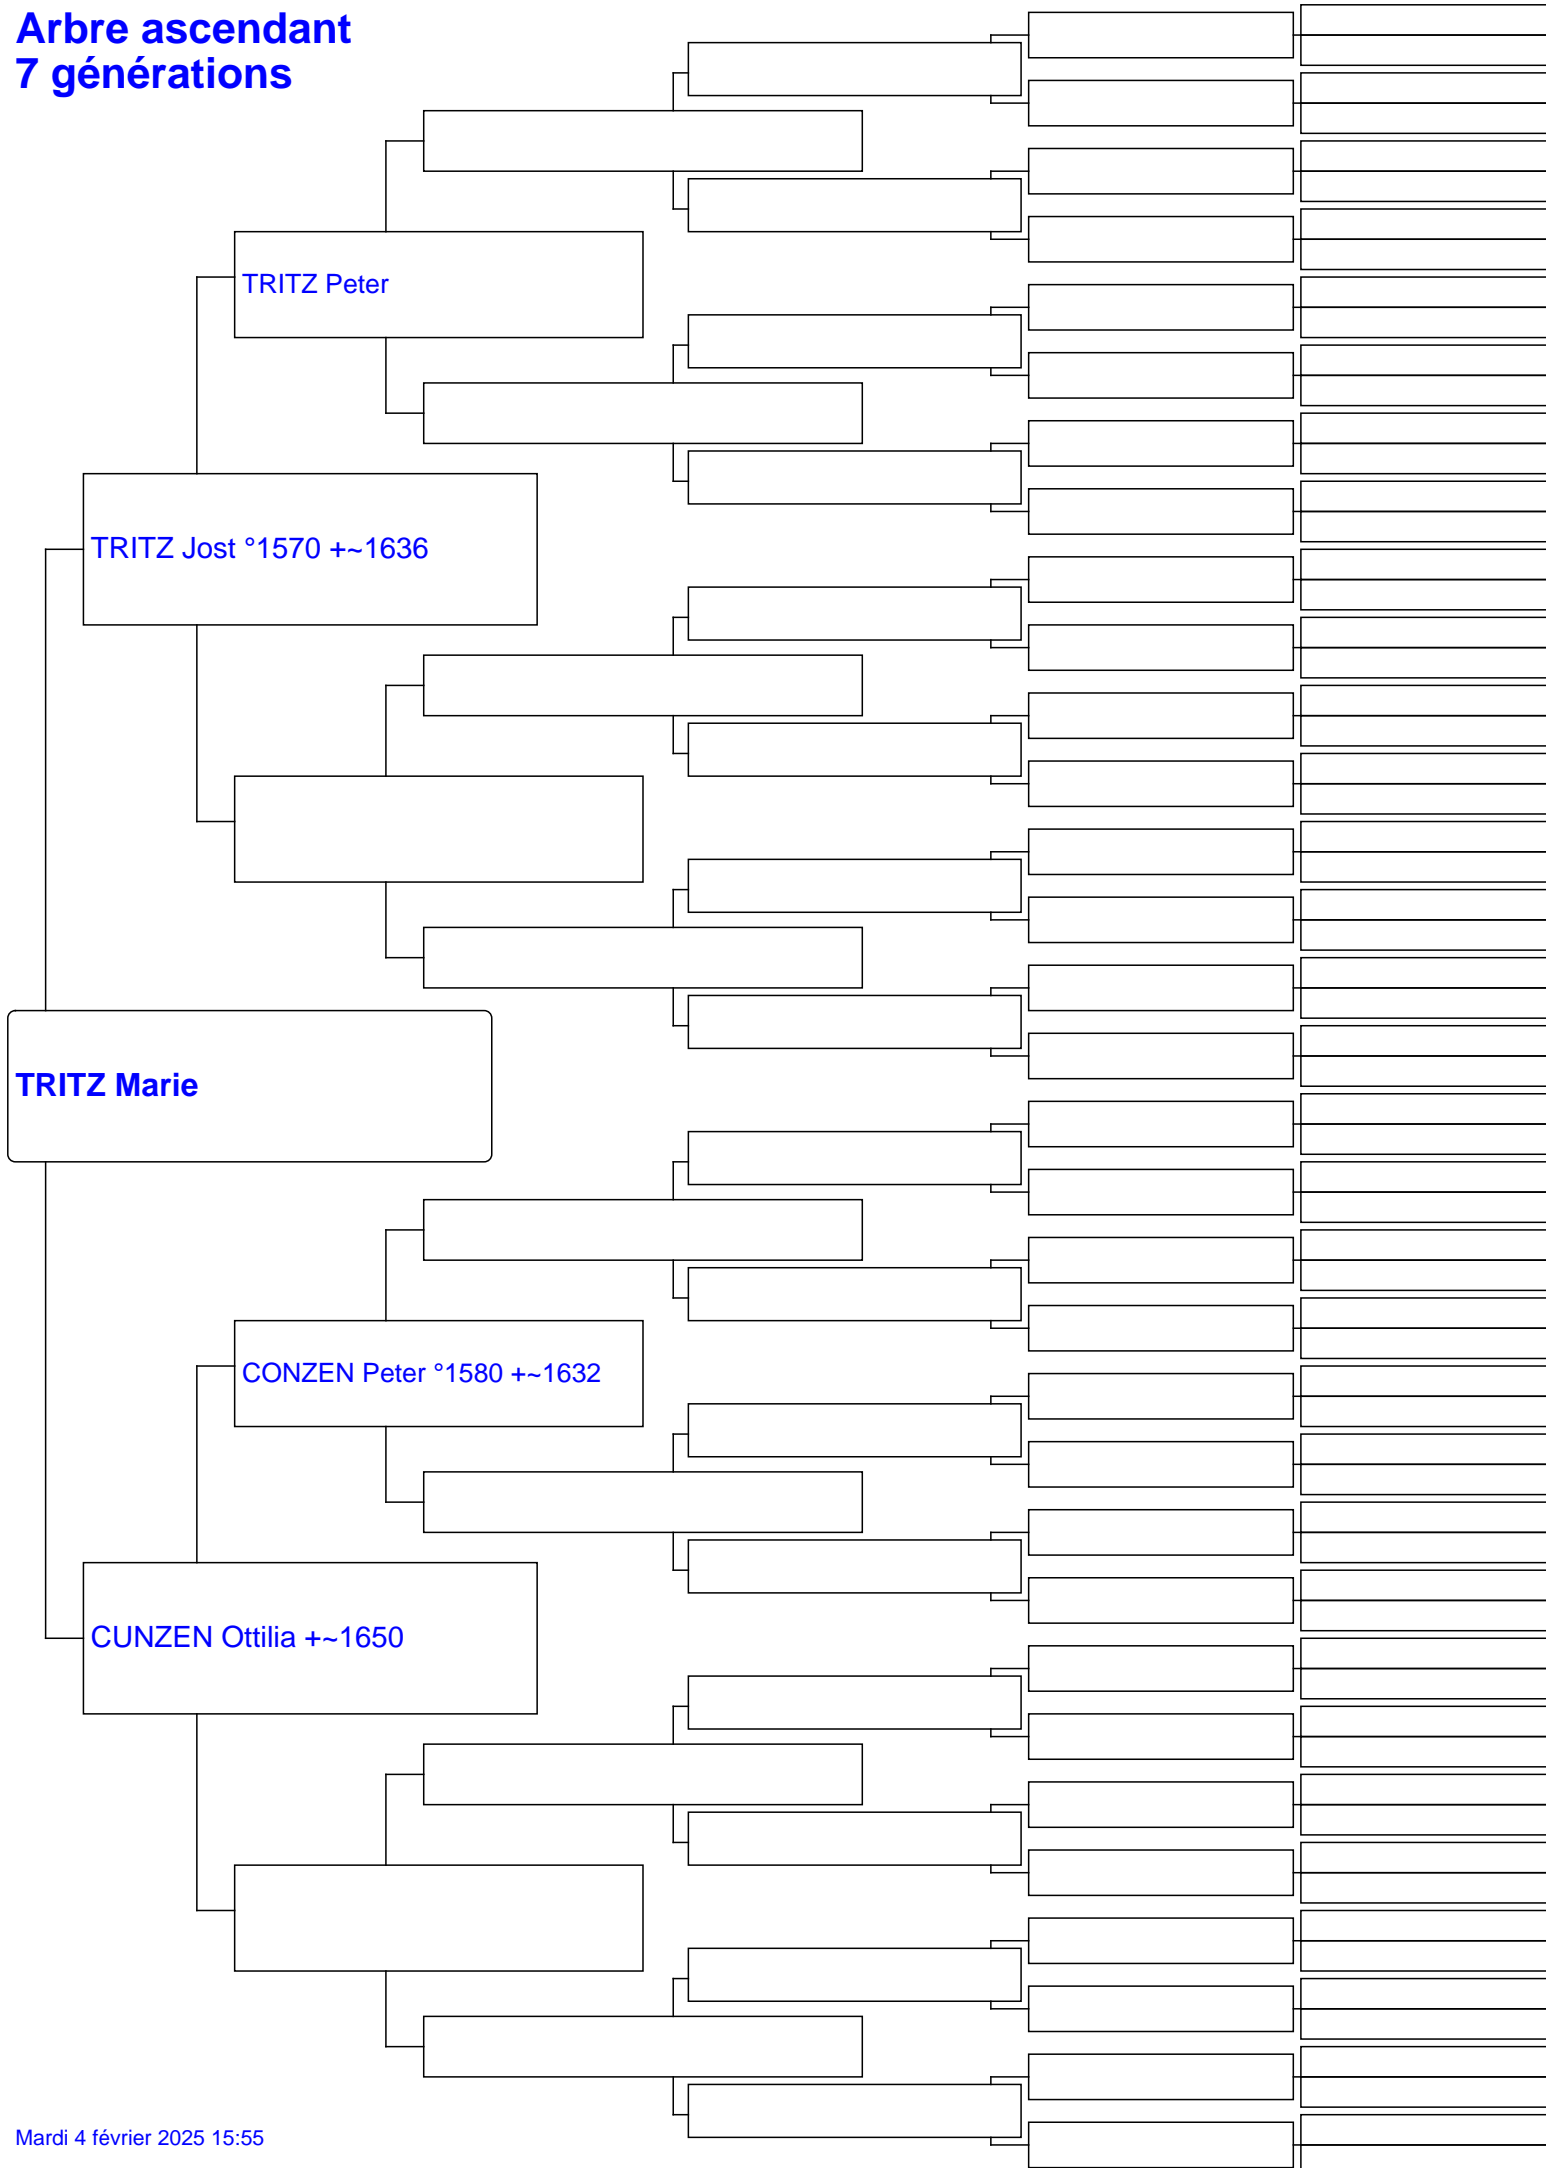 Arbre ascendant
7 générations
TRITZ Peter
TRITZ Jost °1570 +~1636
TRITZ Marie
CONZEN Peter °1580 +~1632
CUNZEN Ottilia +~1650
Mardi 4 février 2025 15:55